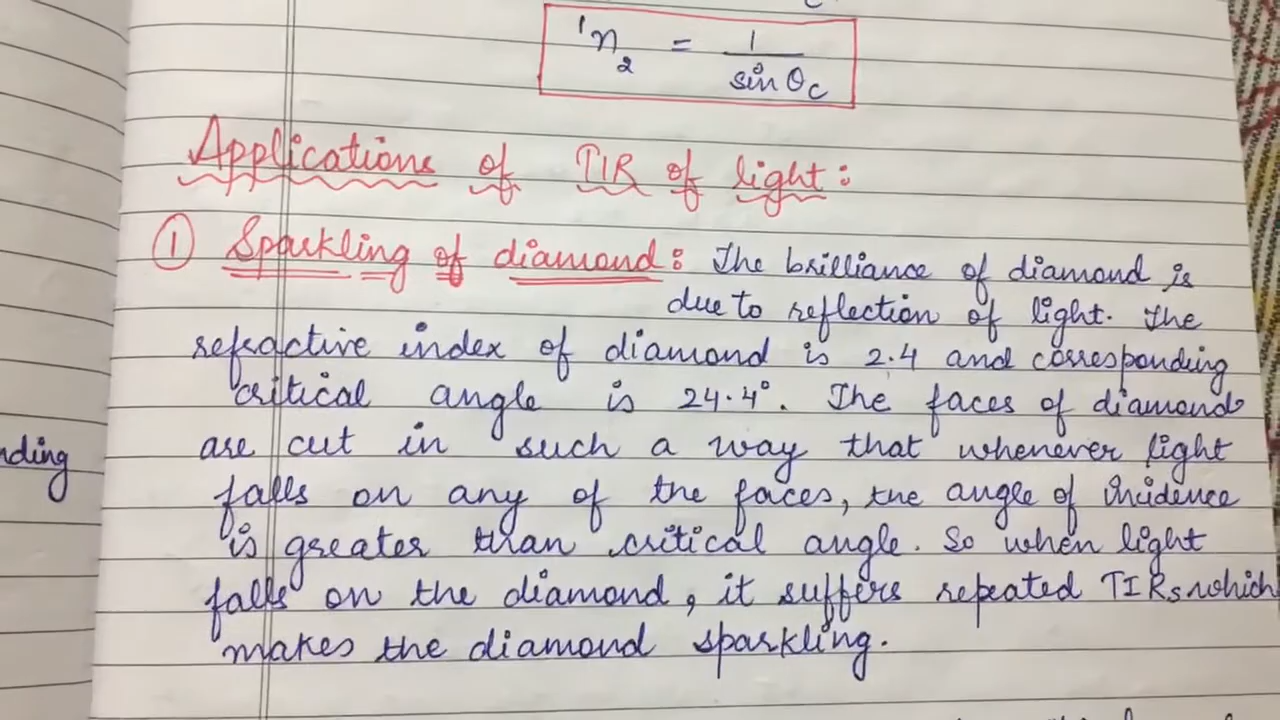 ¹n₂ = 1/sin θc
Applications of TIR of light:
① Sparkling of diamond: The brilliance of diamond is
due to reflection of light. The
refractive index of diamond is 2.4 and corresponding
critical angle is 24.4°. The faces of diamond
are cut in such a way that whenever light
nding
falls on any of the faces, the angle of incidence
is greater than critical angle. So when light
falls on the diamond, it suffers repeated TIRs which
makes the diamond sparkling.